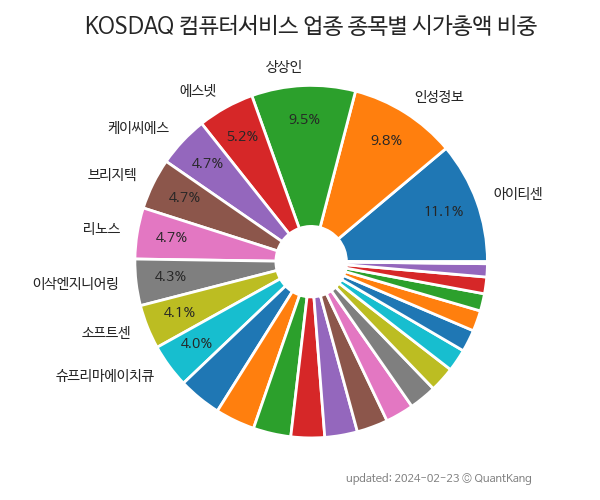 KOSDAQ 컴퓨터서비스 업종 종목별 시가총액 비중
상상인
에스넷
인성정보
케이씨에스
브리지텍
아이티센
리노스
이삭엔지니어링
소프트센
슈프리마에이치큐
9.5%
5.2%
9.8%
4.7%
4.7%
11.1%
4.7%
4.3%
4.1%
4.0%
updated: 2024-02-23 © QuantKang